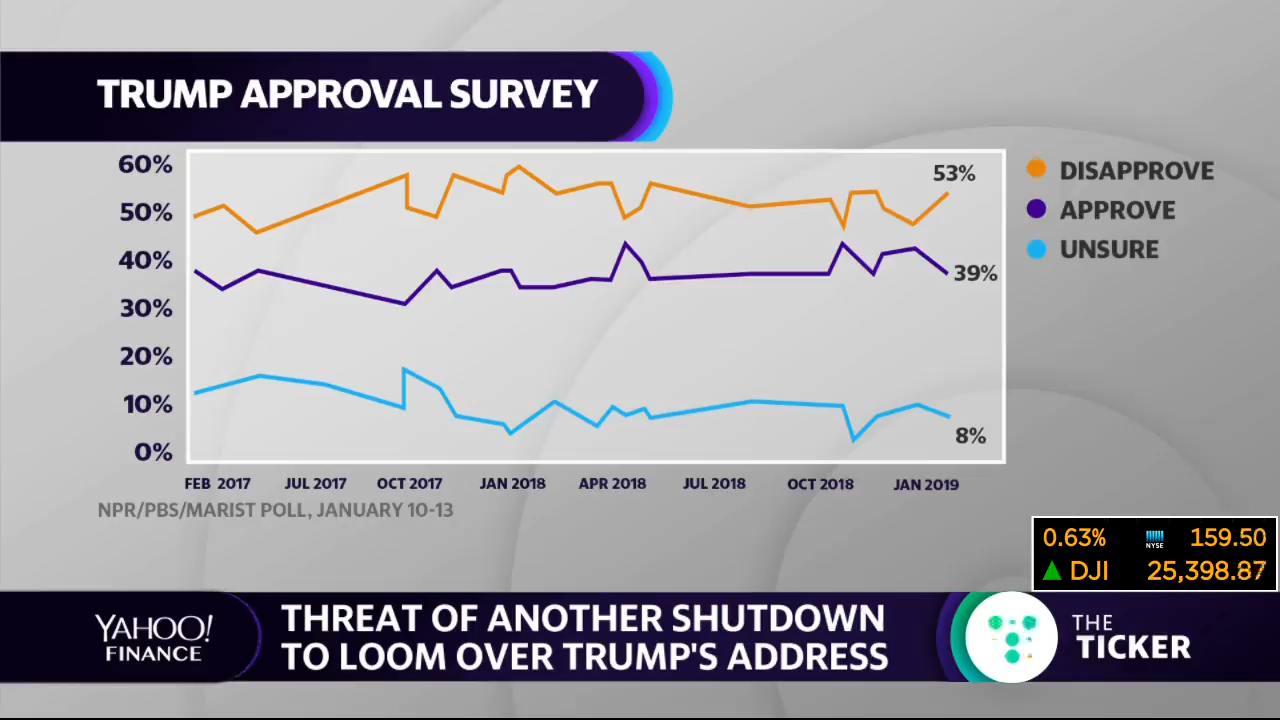 TRUMP APPROVAL SURVEY
60%
50%
40%
30%
20%
10%
0%
53%
39%
8%
DISAPPROVE
APPROVE
UNSURE
FEB 2017 JUL 2017 OCT 2017 JAN 2018 APR 2018 JUL 2018 OCT 2018 JAN 2019
NPR/PBS/MARIST POLL, JANUARY 10-13
0.63% NYSE 159.50
DJI 25,398.87
YAHOO!
FINANCE
THREAT OF ANOTHER SHUTDOWN
TO LOOM OVER TRUMP'S ADDRESS
THE
TICKER